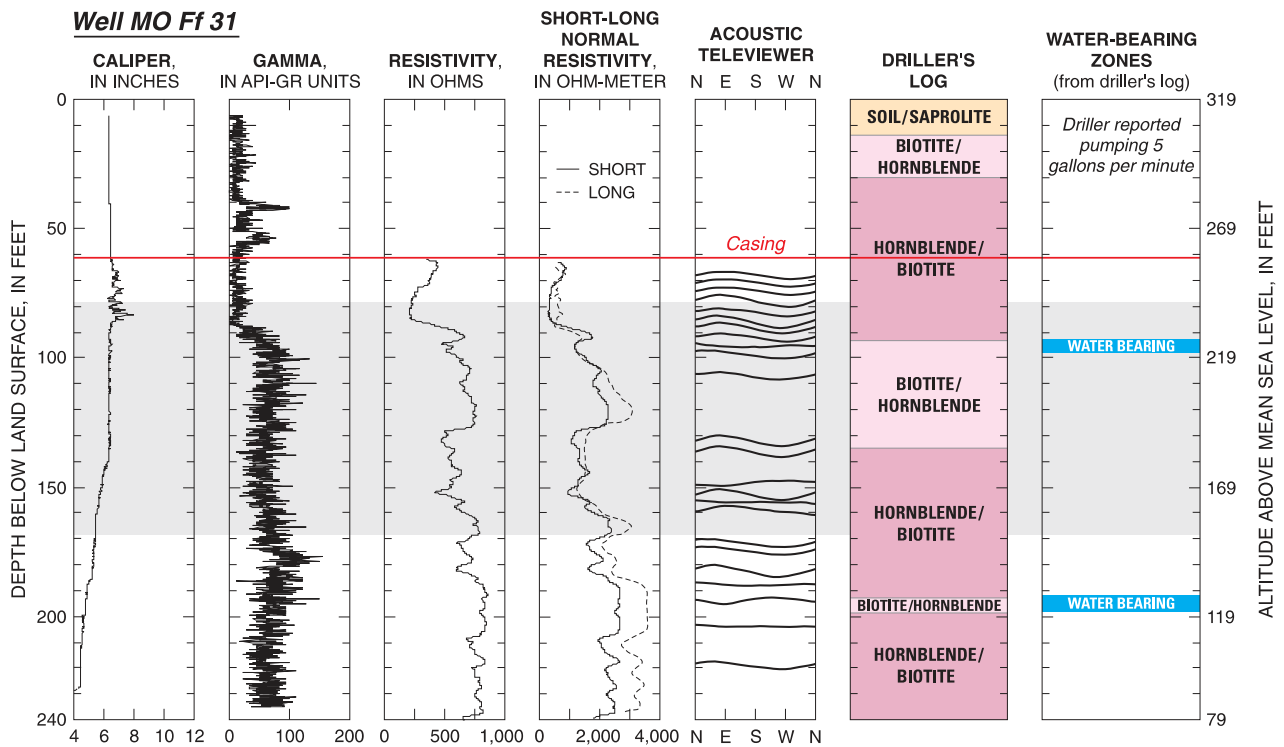 Well MO Ff 31
CALIPER,
IN INCHES
GAMMA,
IN API-GR UNITS
RESISTIVITY,
IN OHMS
SHORT-LONG
NORMAL
RESISTIVITY,
IN OHM-METER
ACOUSTIC
TELEVIEWER
N E S W N
DRILLER'S
LOG
WATER-BEARING
ZONES
(from driller's log)
DEPTH BELOW LAND SURFACE, IN FEET
0
50
100
150
200
240
SHORT
LONG
Casing
SOIL/SAPROLITE
BIOTITE/
HORNBLENDE
HORNBLENDE/
BIOTITE
BIOTITE/
HORNBLENDE
HORNBLENDE/
BIOTITE
BIOTITE/HORNBLENDE
HORNBLENDE/
BIOTITE
Driller reported
pumping 5
gallons per minute
WATER BEARING
WATER BEARING
319
269
219
169
119
79
ALTITUDE ABOVE MEAN SEA LEVEL, IN FEET
4 6 8 10 12
0 100 200
0 500 1,000
0 2,000 4,000
N E S W N